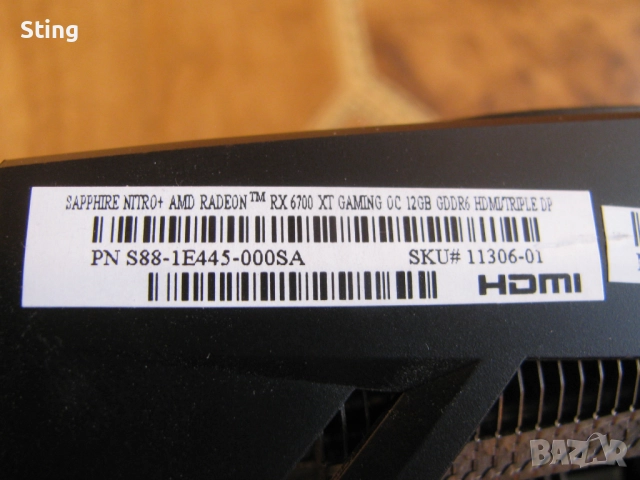 Sting
SAPPHIRE NITRO+ AMD RADEON™ RX 6700 XT GAMING OC 12GB GDDR6 HDMI/TRIPLE DP
PN S88-1E445-000SA SKU# 11306-01
HDMI
BAZAR